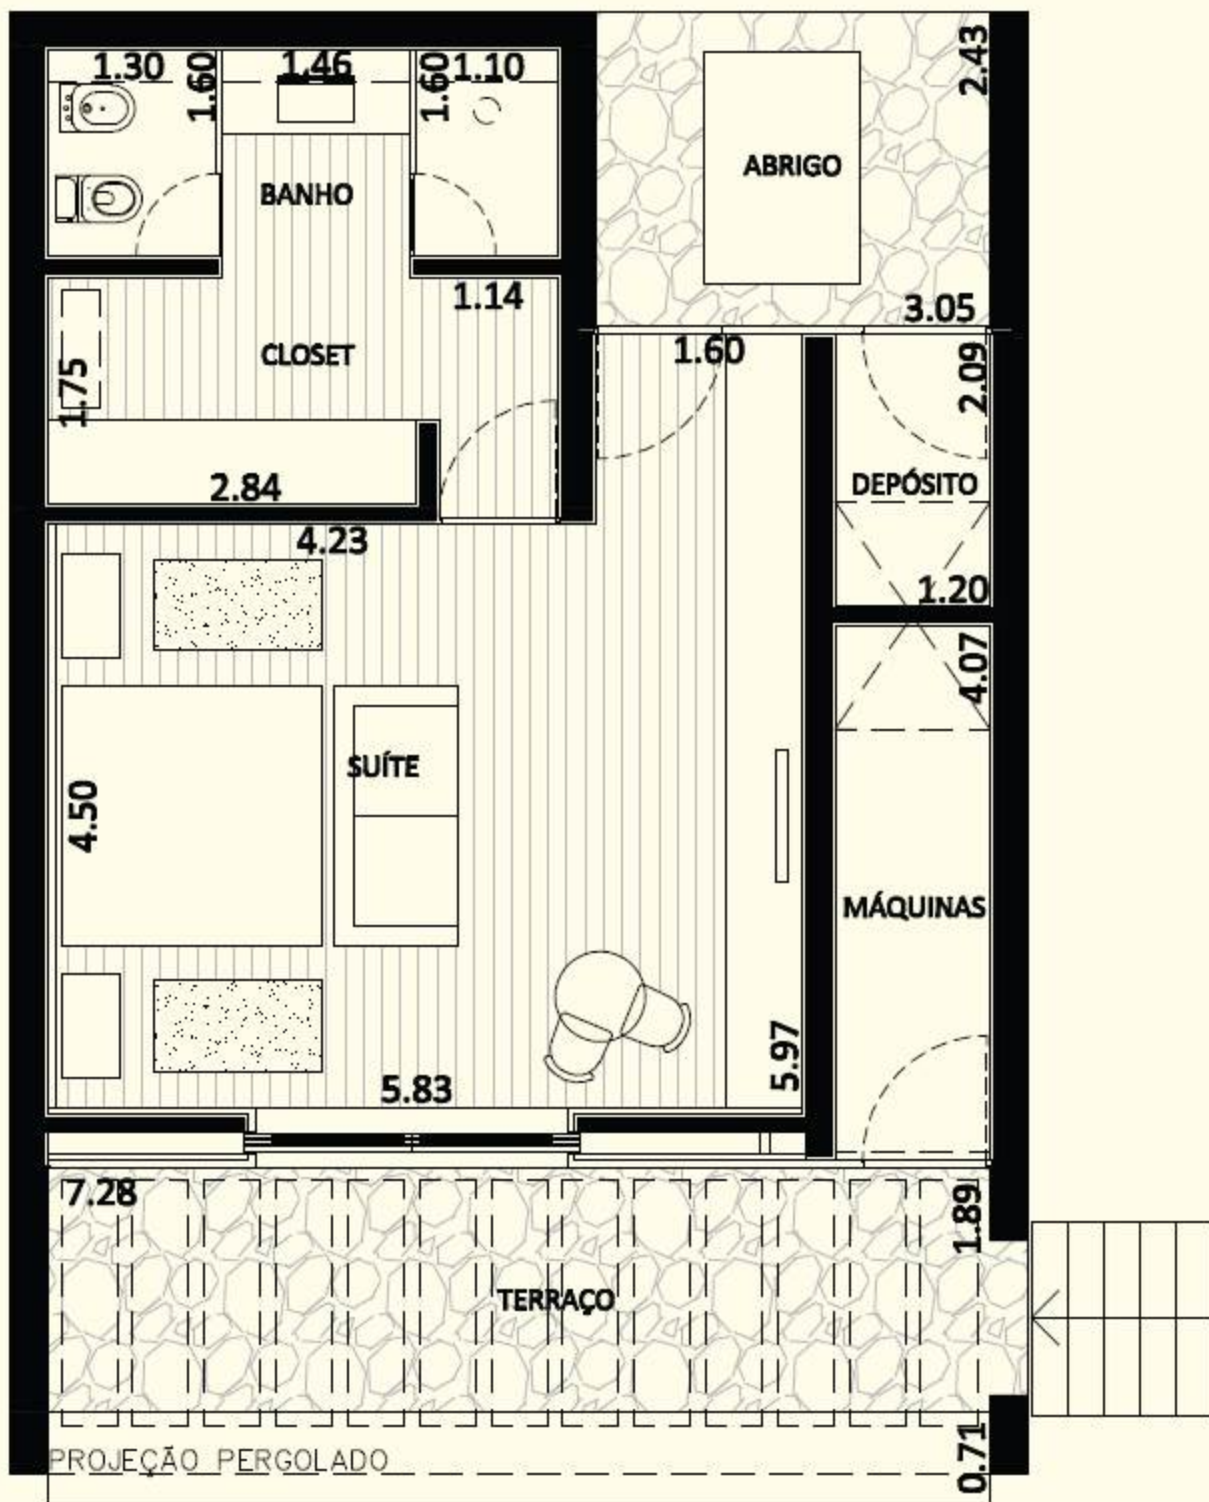 1.30
1.60
1.46
1.60
1.10
2.43
ABRIGO
BANHO
1.14
3.05
CLOSET
1.60
1.75
2.09
2.84
DEPÓSITO
4.23
1.20
4.07
SUÍTE
4.50
MÁQUINAS
5.97
5.83
7.28
1.89
TERRAÇO
PROJEÇÃO PERGOLADO
0.71